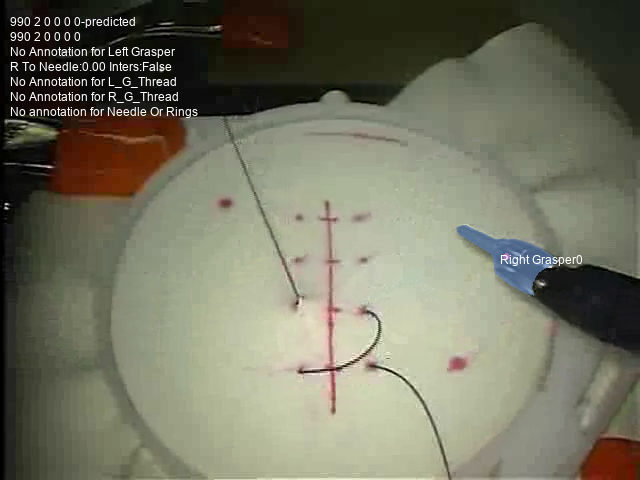 990 2 0 0 0 0-predicted
990 2 0 0 0 0
No Annotation for Left Grasper
R To Needle:0.00 Inters:False
No Annotation for L_G_Thread
No Annotation for R_G_Thread
No annotation for Needle Or Rings
Right Grasper0